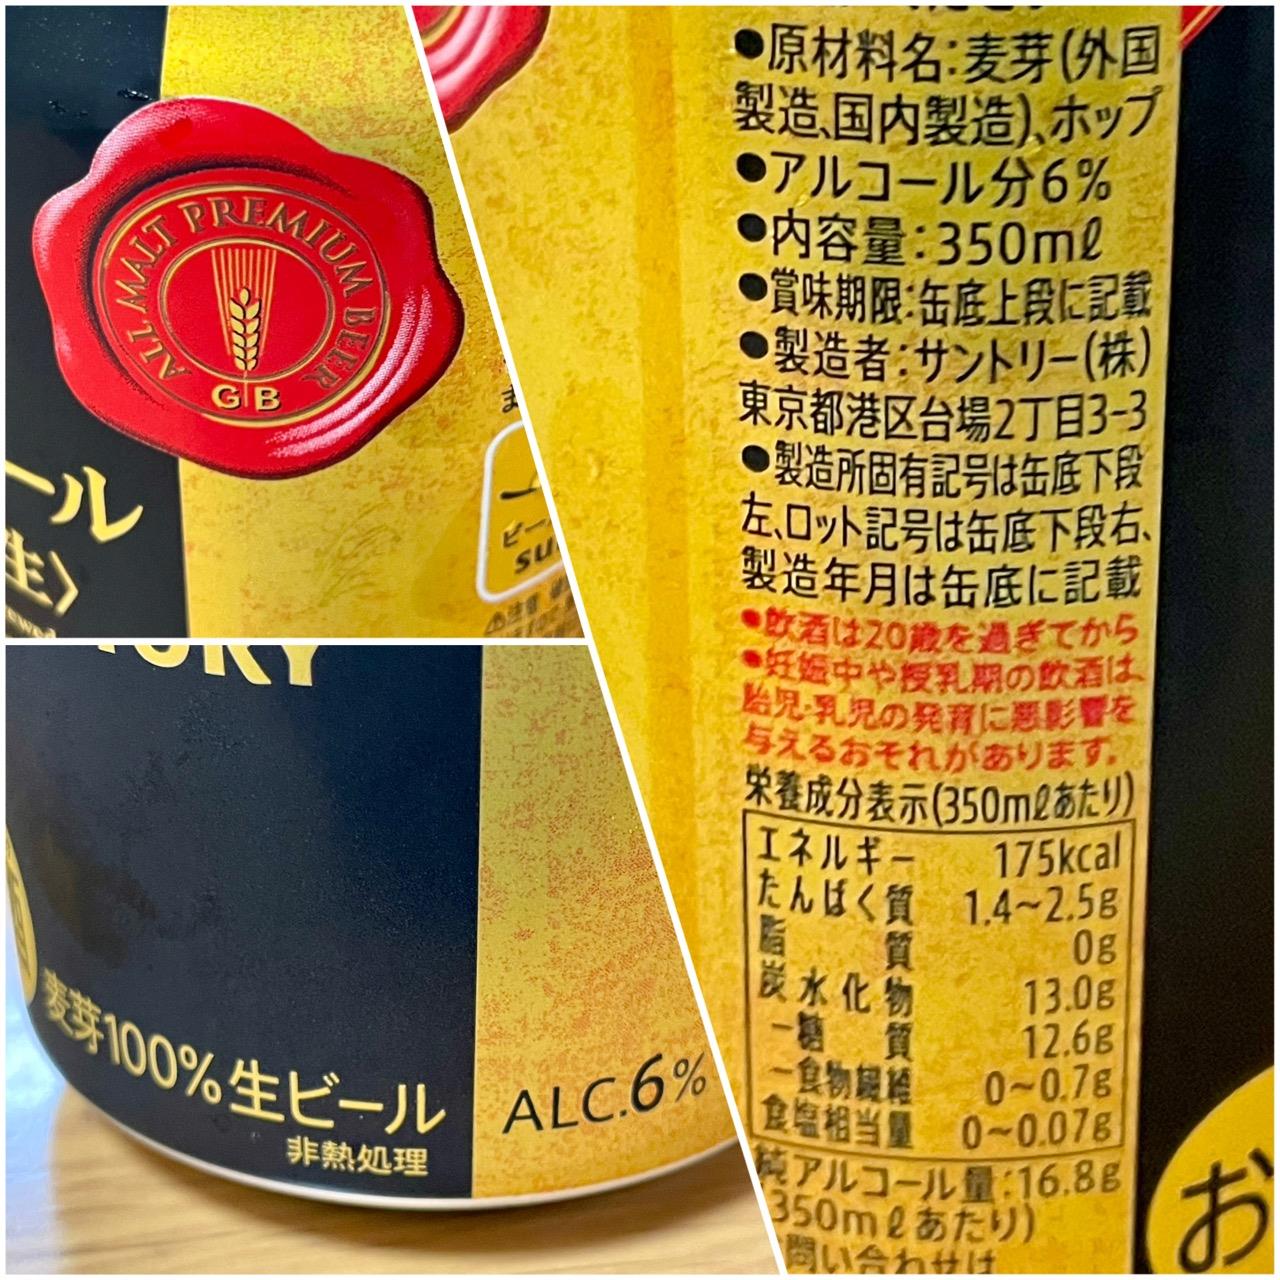 ALL MALT PREMIUM BEER
G B
ール
生〉
ビー
SU
URY
麦芽100%生ビール
非熱処理
ALC.6%
●原材料名:麦芽(外国
製造、国内製造)、ホップ
●アルコール分6%
●内容量:350mℓ
●賞味期限:缶底上段に記載
●製造者:サントリー(株)
東京都港区台場2丁目3-3
●製造所固有記号は缶底下段
左、ロット記号は缶底下段右、
製造年月は缶底に記載
●飲酒は20歳を過ぎてから
●妊娠中や授乳期の飲酒は、
胎児・乳児の発育に悪影響を
与えるおそれがあります。
栄養成分表示(350mℓあたり)
エネルギー 175kcal
たんぱく質 1.4~2.5g
脂質 0g
炭水化物 13.0g
-糖質 12.6g
-食物繊維 0~0.7g
食塩相当量 0~0.07g
純アルコール量:16.8g
350mℓあたり)
問い合わせは
お